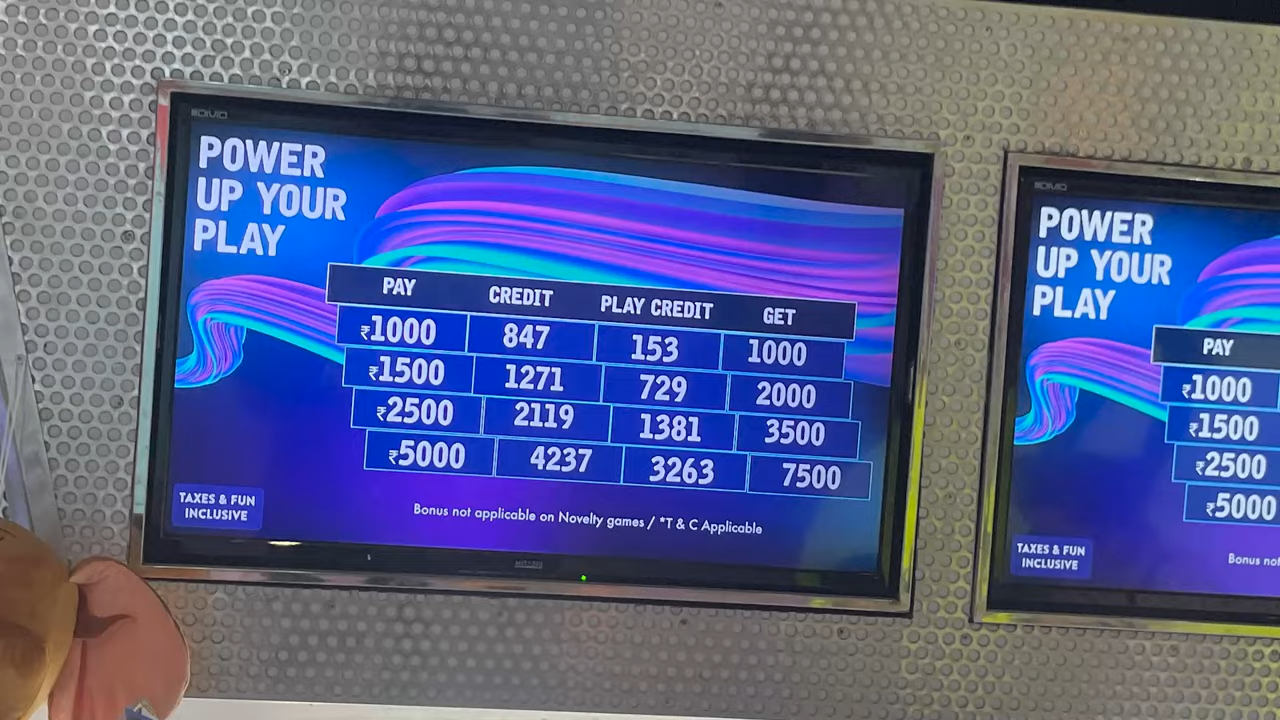 POWER
UP YOUR
PLAY
PAY CREDIT PLAY CREDIT GET
₹1000 847 153 1000
₹1500 1271 729 2000
₹2500 2119 1381 3500
₹5000 4237 3263 7500
TAXES & FUN
INCLUSIVE
Bonus not applicable on Novelty games / *T & C Applicable
POWER
UP YOUR
PLAY
PAY
₹1000
₹1500
₹2500
₹5000
TAXES & FUN
INCLUSIVE
Bonus not